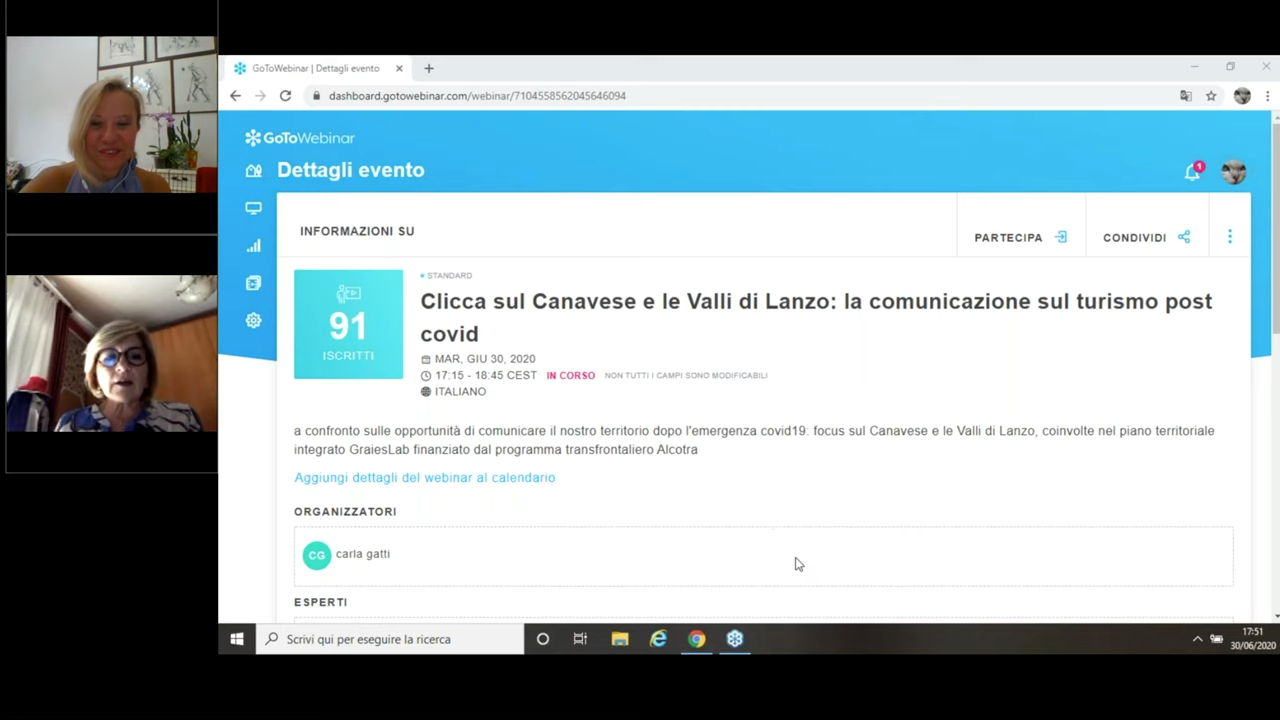 GoToWebinar | Dettagli evento
dashboard.gotowebinar.com/webinar/7104558562045646094
GoToWebinar
Dettagli evento
1
INFORMAZIONI SU
PARTECIPA
CONDIVIDI
STANDARD
91
ISCRITTI
Clicca sul Canavese e le Valli di Lanzo: la comunicazione sul turismo post
covid
MAR, GIU 30, 2020
17:15 - 18:45 CEST IN CORSO NON TUTTI I CAMPI SONO MODIFICABILI
ITALIANO
a confronto sulle opportunità di comunicare il nostro territorio dopo l'emergenza covid19: focus sul Canavese e le Valli di Lanzo, coinvolte nel piano territoriale
integrato GraiesLab finanziato dal programma transfrontaliero Alcotra
Aggiungi dettagli del webinar al calendario
ORGANIZZATORI
CG carla gatti
ESPERTI
Scrivi qui per eseguire la ricerca
17:51
30/06/2020